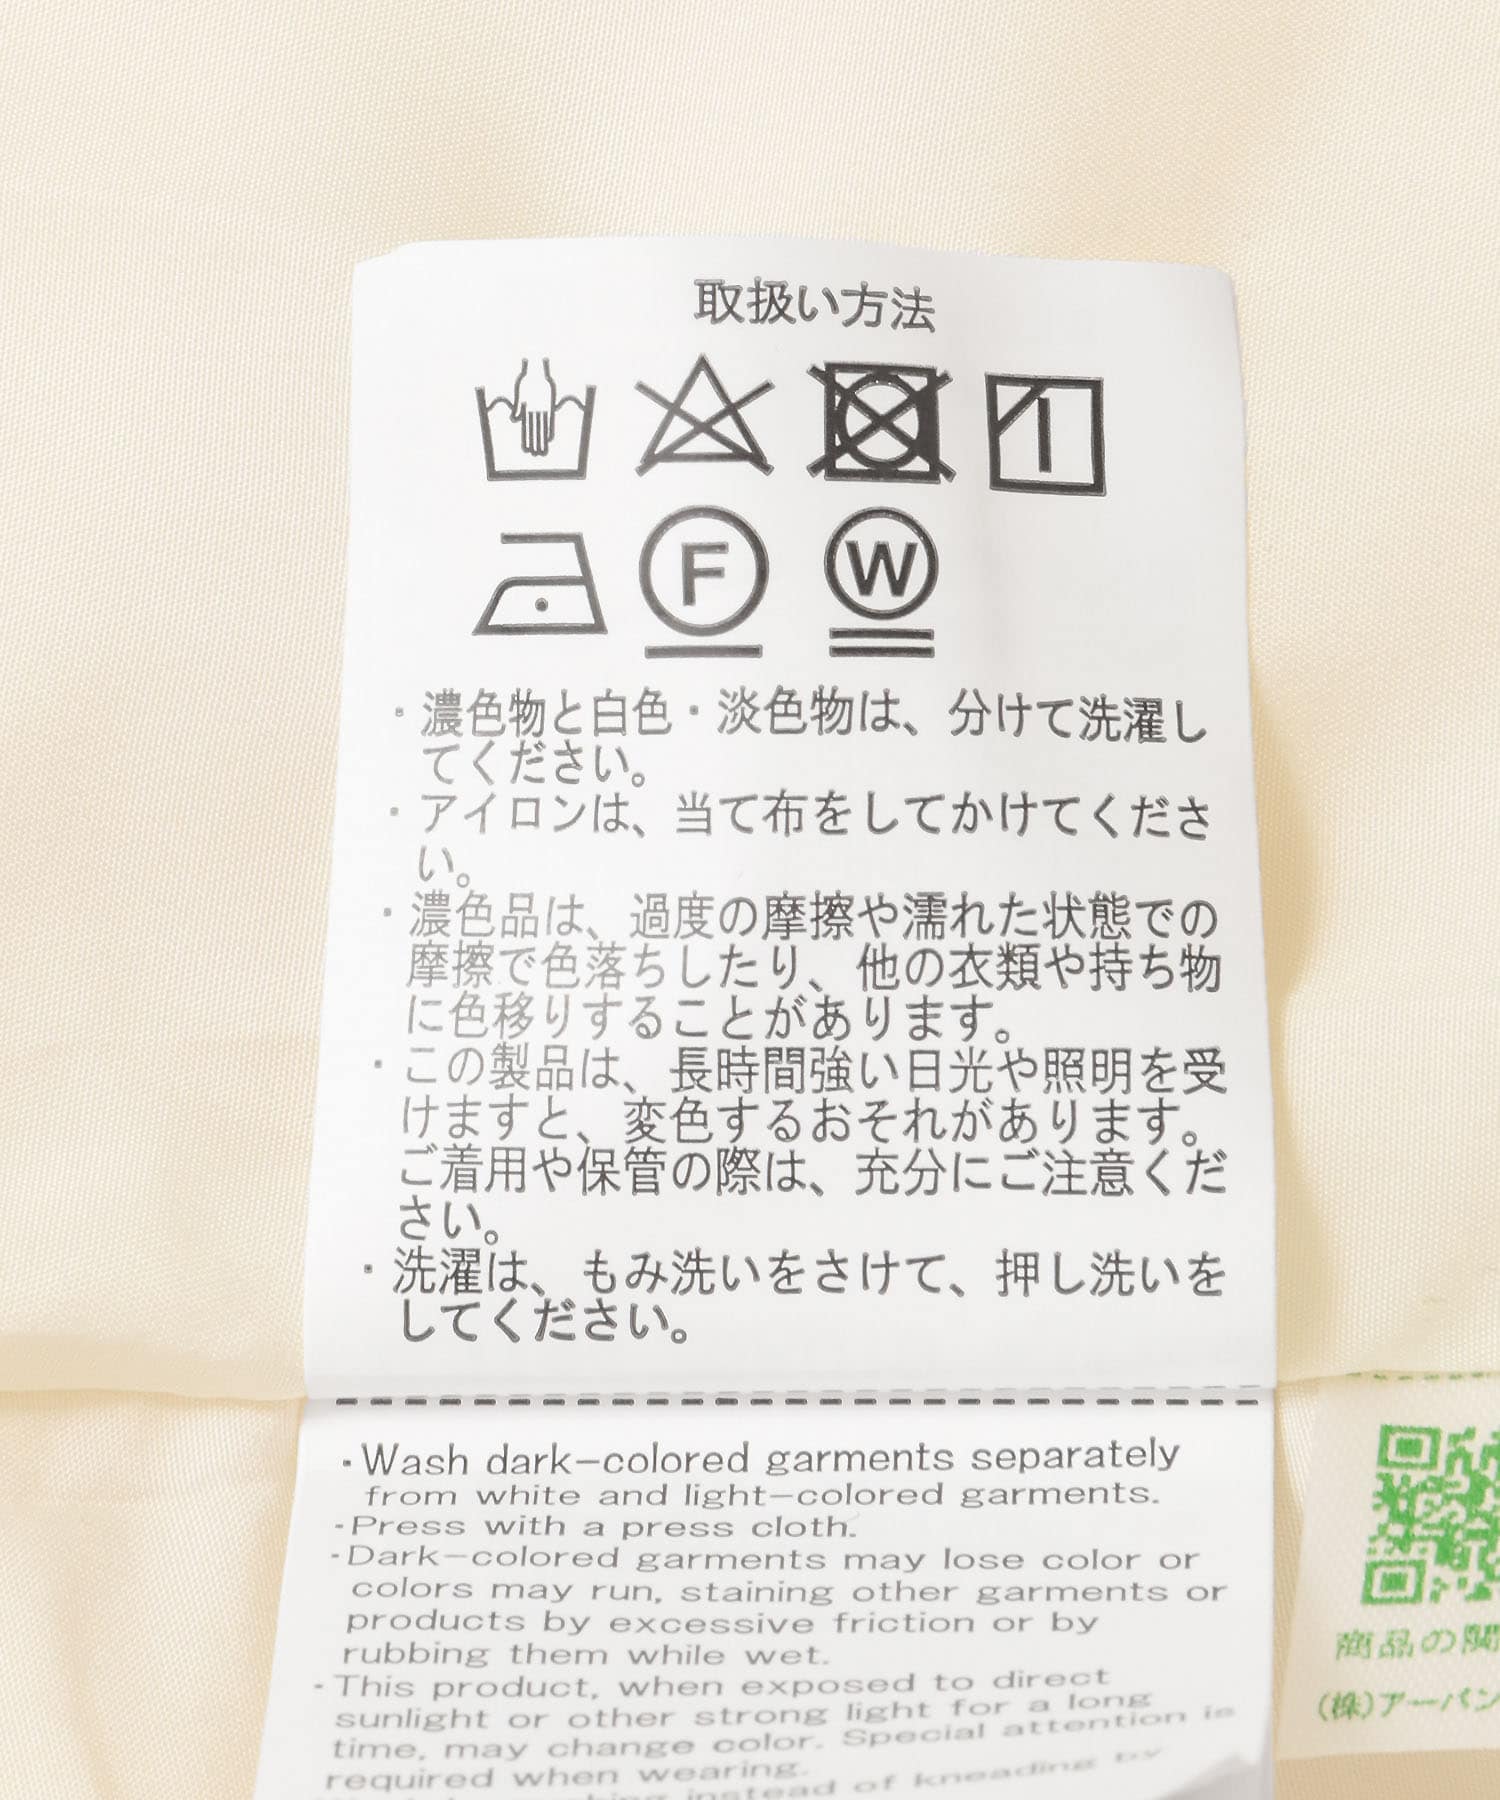 取扱い方法
F W
・濃色物と白色・淡色物は、分けて洗濯し
てください。
・アイロンは、当て布をしてかけてくださ
い。
・濃色品は、過度の摩擦や濡れた状態での
摩擦で色落ちしたり、他の衣類や持ち物
に色移りすることがあります。
・この製品は、長時間強い日光や照明を受
けますと、変色するおそれがあります。
ご着用や保管の際は、充分にご注意くだ
さい。
・洗濯は、もみ洗いをさけて、押し洗いを
してください。
・Wash dark-colored garments separately
from white and light-colored garments.
・Press with a press cloth.
・Dark-colored garments may lose color or
colors may run, staining other garments or
products by excessive friction or by
rubbing them while wet.
・This product, when exposed to direct
sunlight or other strong light for a long
time, may change color. Special attention is
required when wearing.
instead of kneading by
商品の関
(株)アーバン